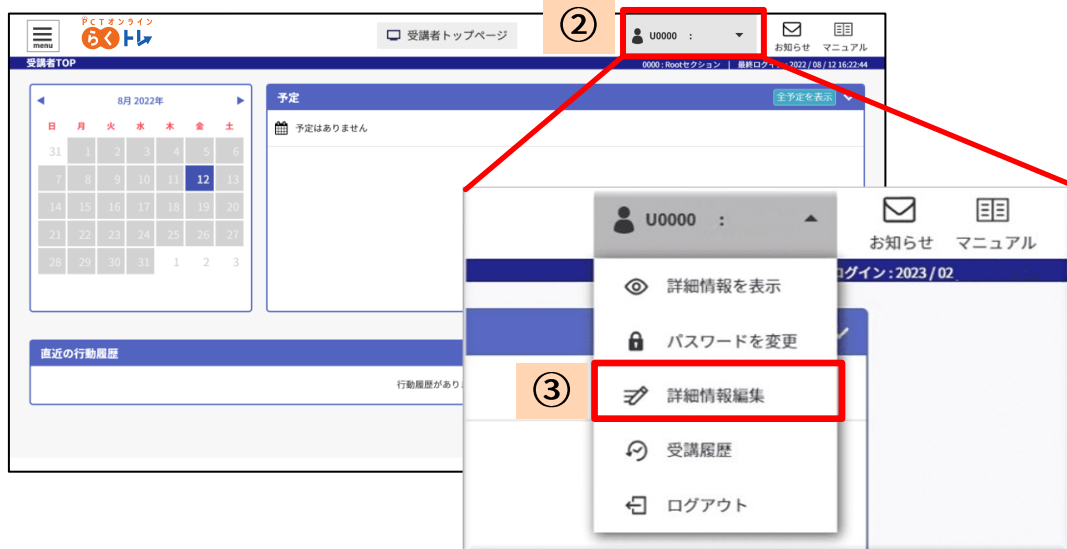 ②
PCTオンライン
menu
らくトレ
受講者トップページ
U0000 :
お知らせ
マニュアル
受講者TOP
0000 : Rootセクション | 最終ログイン : 2022 / 08 / 12 16:22:44
8月 2022年
日 月 火 水 木 金 土
31 1 2 3 4 5 6
7 8 9 10 11 12 13
14 15 16 17 18 19 20
21 22 23 24 25 26 27
28 29 30 31 1 2 3
予定
全予定を表示
予定はありません
直近の行動履歴
行動履歴があり
U0000 :
お知らせ
マニュアル
グイン : 2023 / 02
詳細情報を表示
パスワードを変更
③
詳細情報編集
受講履歴
ログアウト